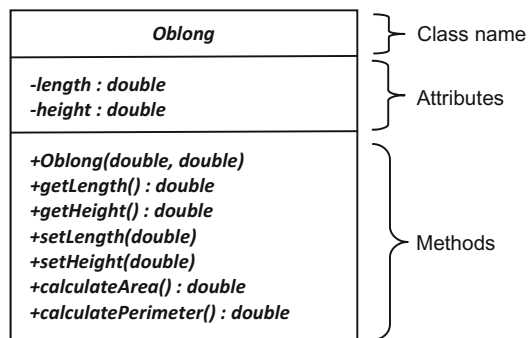 Oblong
Class name
-length : double
-height : double
Attributes
+Oblong(double, double)
+getLength() : double
+getHeight() : double
+setLength(double)
+setHeight(double)
+calculateArea() : double
+calculatePerimeter() : double
Methods